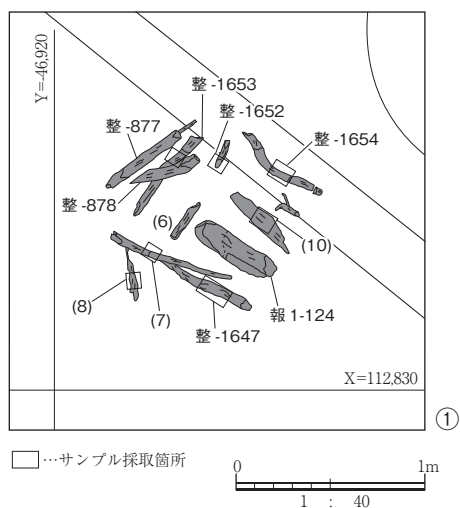 Y=-46,920
整-1653
整-1652
整-877
整-1654
整-878
(6)
(10)
(8)
(7)
報1-124
整-1647
X=112,830
①
…サンプル採取箇所
0 1m
1 : 40